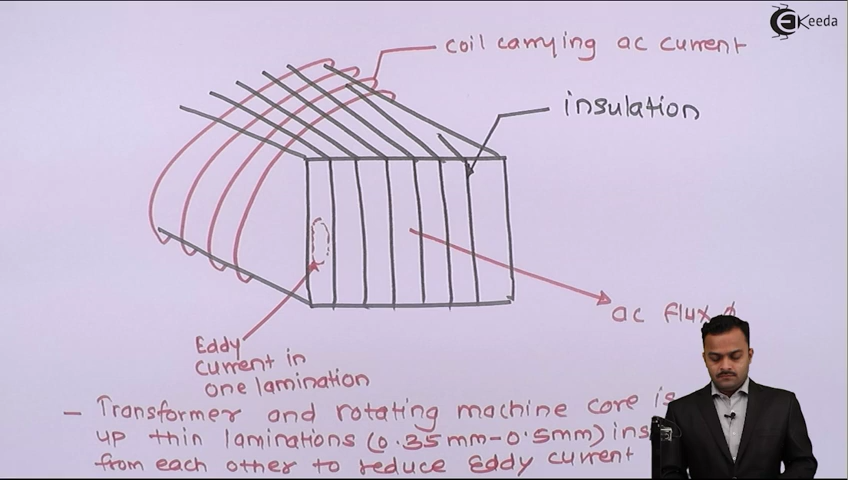 Ekeeda
coil carrying ac current
insulation
ac flux
Eddy
current in
one lamination
- Transformer and rotating machine core is
up thin laminations (0.35mm-0.5mm)
from each other to reduce Eddy current